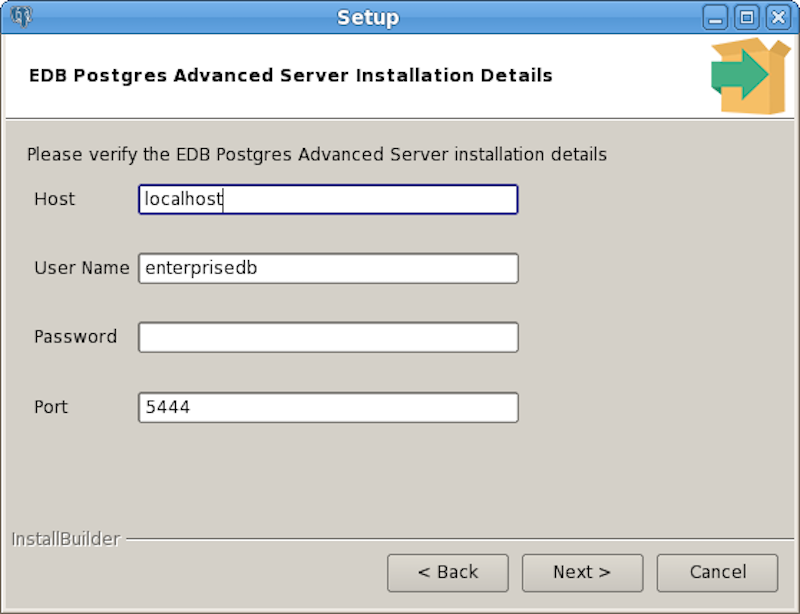 Setup
EDB Postgres Advanced Server Installation Details
Please verify the EDB Postgres Advanced Server installation details
Host localhost
User Name enterprisedb
Password
Port 5444
InstallBuilder
< Back Next > Cancel